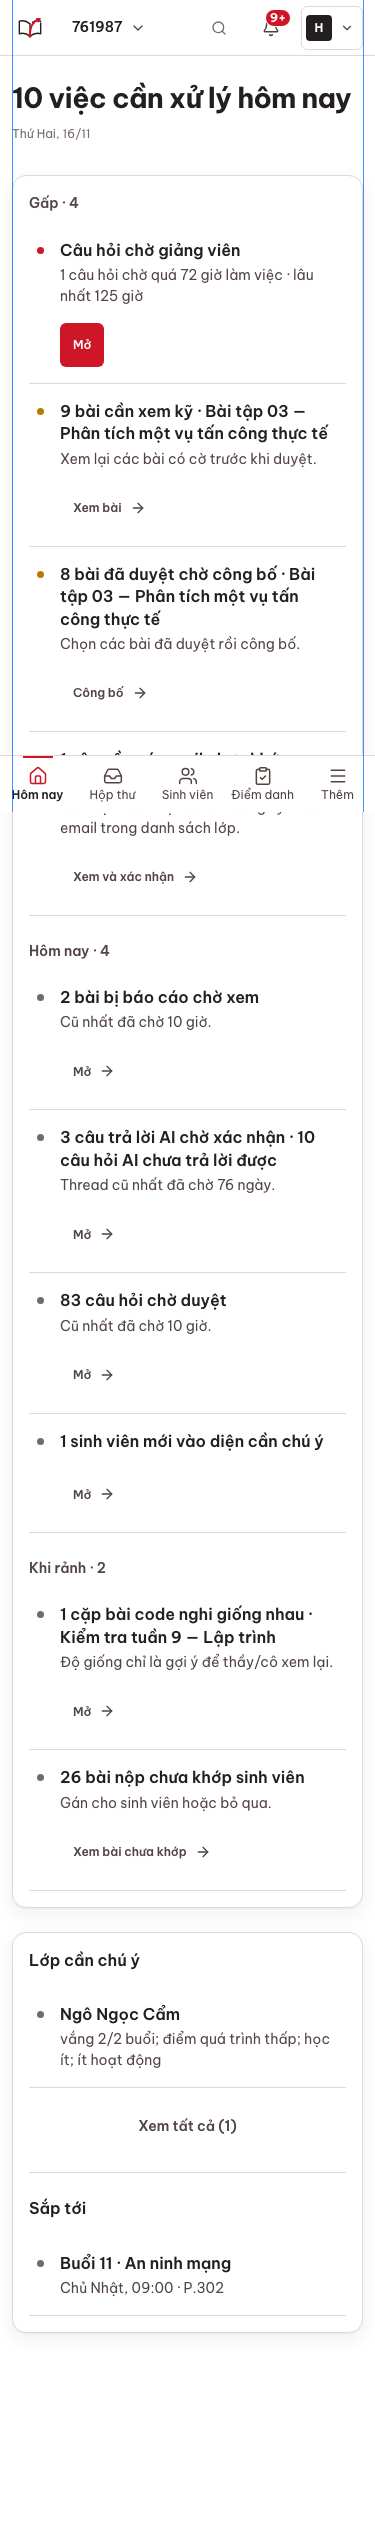 761987
9+
H
10 việc cần xử lý hôm nay
Thứ Hai, 16/11
Gấp · 4
Câu hỏi chờ giảng viên
1 câu hỏi chờ quá 72 giờ làm việc · lâu
nhất 125 giờ
Mở
9 bài cần xem kỹ · Bài tập 03 —
Phân tích một vụ tấn công thực tế
Xem lại các bài có cờ trước khi duyệt.
Xem bài
8 bài đã duyệt chờ công bố · Bài
tập 03 — Phân tích một vụ tấn
công thực tế
Chọn các bài đã duyệt rồi công bố.
Công bố
Hôm nay
Hộp thư
Sinh viên
Điểm danh
Thêm
email trong danh sách lớp.
Xem và xác nhận
Hôm nay · 4
2 bài bị báo cáo chờ xem
Cũ nhất đã chờ 10 giờ.
Mở
3 câu trả lời AI chờ xác nhận · 10
câu hỏi AI chưa trả lời được
Thread cũ nhất đã chờ 76 ngày.
Mở
83 câu hỏi chờ duyệt
Cũ nhất đã chờ 10 giờ.
Mở
1 sinh viên mới vào diện cần chú ý
Mở
Khi rảnh · 2
1 cặp bài code nghi giống nhau ·
Kiểm tra tuần 9 — Lập trình
Độ giống chỉ là gợi ý để thầy/cô xem lại.
Mở
26 bài nộp chưa khớp sinh viên
Gán cho sinh viên hoặc bỏ qua.
Xem bài chưa khớp
Lớp cần chú ý
Ngô Ngọc Cẩm
vắng 2/2 buổi; điểm quá trình thấp; học
ít; ít hoạt động
Xem tất cả (1)
Sắp tới
Buổi 11 · An ninh mạng
Chủ Nhật, 09:00 · P.302